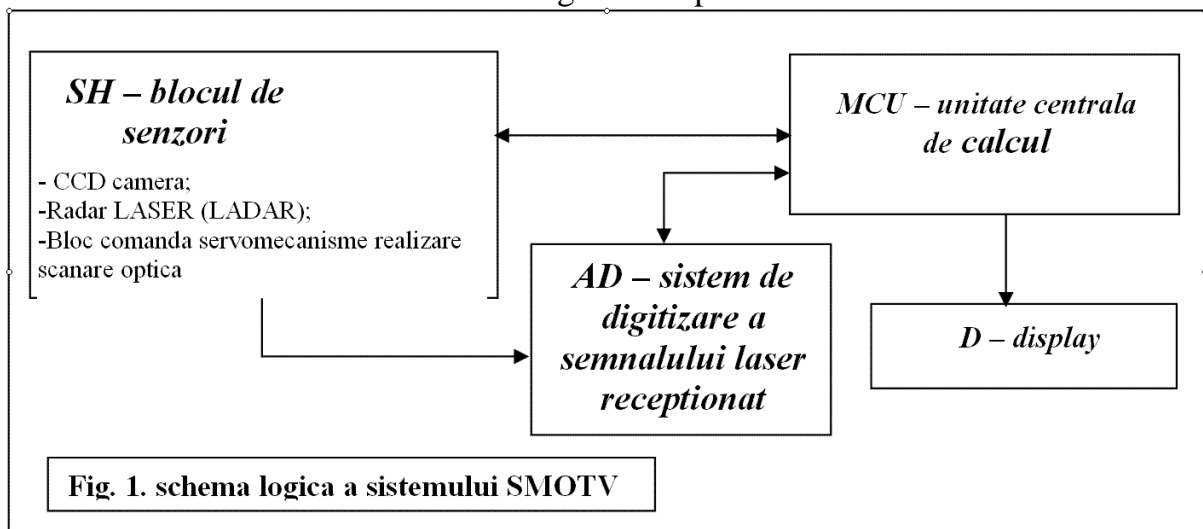 SH – blocul de
senzori
- CCD camera;
-Radar LASER (LADAR);
-Bloc comanda servomecanisme realizare
scanare optica
MCU – unitate centrala
de calcul
AD – sistem de
digitizare a
semnalului laser
receptionat
D – display
Fig. 1. schema logica a sistemului SMOTV